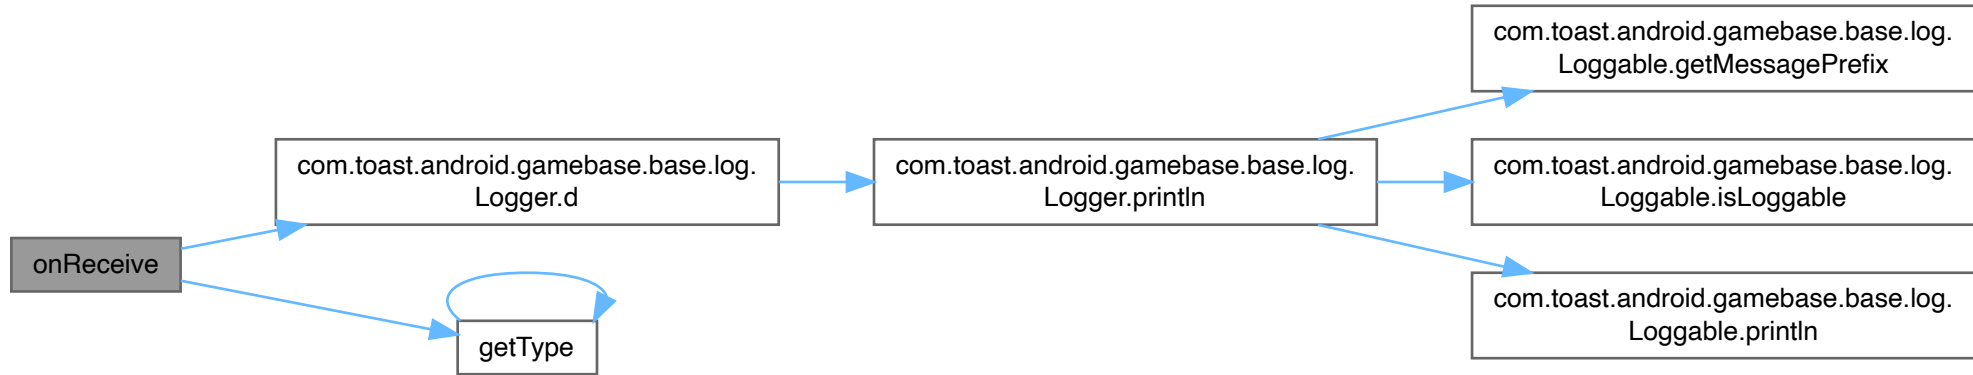 onReceive
com.toast.android.gamebase.base.log.
Logger.d
getType
com.toast.android.gamebase.base.log.
Logger.println
com.toast.android.gamebase.base.log.
Loggable.getMessagePrefix
com.toast.android.gamebase.base.log.
Loggable.isLoggable
com.toast.android.gamebase.base.log.
Loggable.println